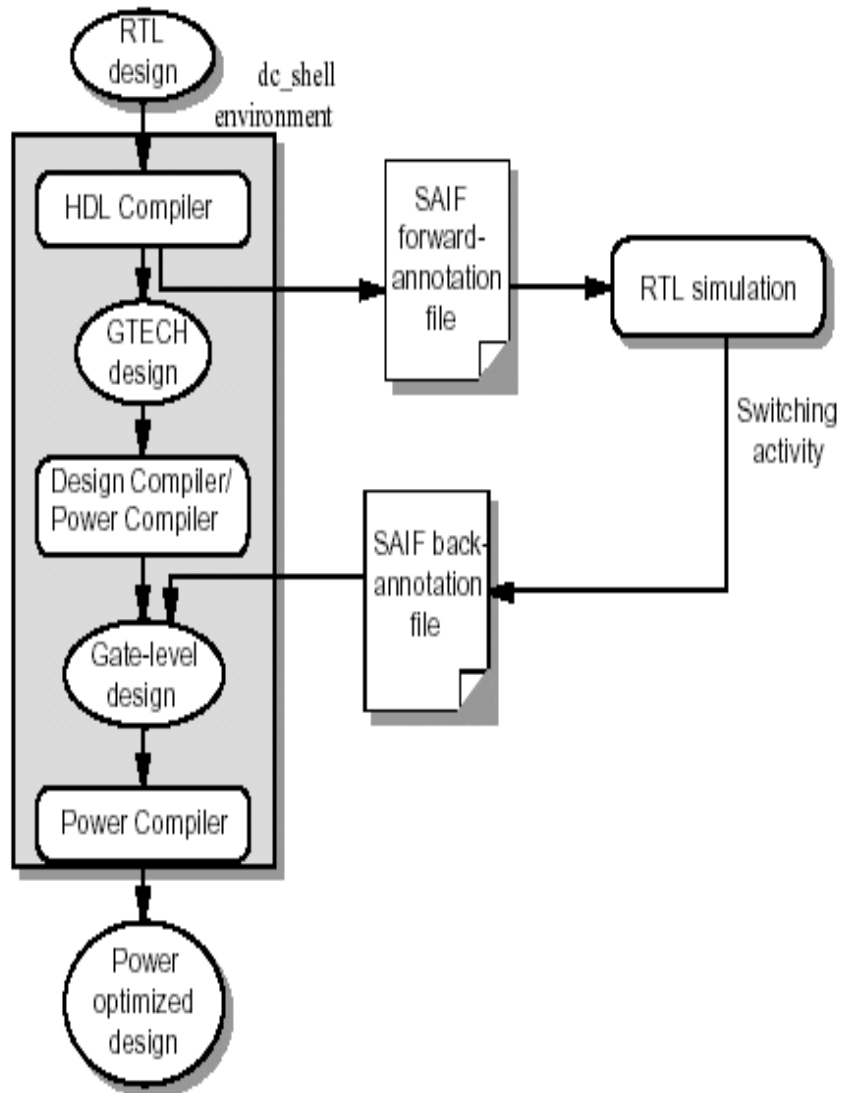 RTL
design
dc_shell
environment
HDL Compiler
SAIF
forward-
annotation
file
RTL simulation
GTECH
design
Switching
activity
Design Compiler/
Power Compiler
SAIF back-
annotation
file
Gate-level
design
Power Compiler
Power
optimized
design